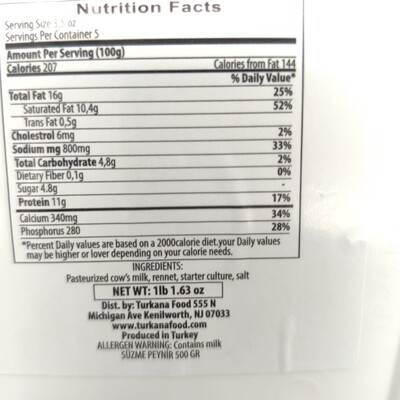 Nutrition Facts
Serving Size 3.5 oz
Servings Per Container 5
Amount Per Serving (100g)
Calories 207 Calories from Fat 144
% Daily Value*
Total Fat 16g 25%
Saturated Fat 10,4g 52%
Trans Fat 0,5g
Cholestrol 6mg 2%
Sodium mg 800mg 33%
Total Carbohydrate 4,8g 2%
Dietary Fiber 0,1g 0%
Sugar 4.8g -
Protein 11g 17%
Calcium 340mg 34%
Phosphorus 280 28%
*Percent Daily values are based on a 2000calorie diet.your Daily values
may be higher or lover depending on your calorie needs.
INGREDIENTS:
Pasteurized cow's milk, rennet, starter culture, salt
NET WT: 1lb 1.63 oz
Dist. by: Turkana Food 555 N
Michigan Ave Kenilworth, NJ 07033
www.turkanafood.com
Produced in Turkey
ALLERGEN WARNING: Contains milk
SÜZME PEYNİR 500 GR